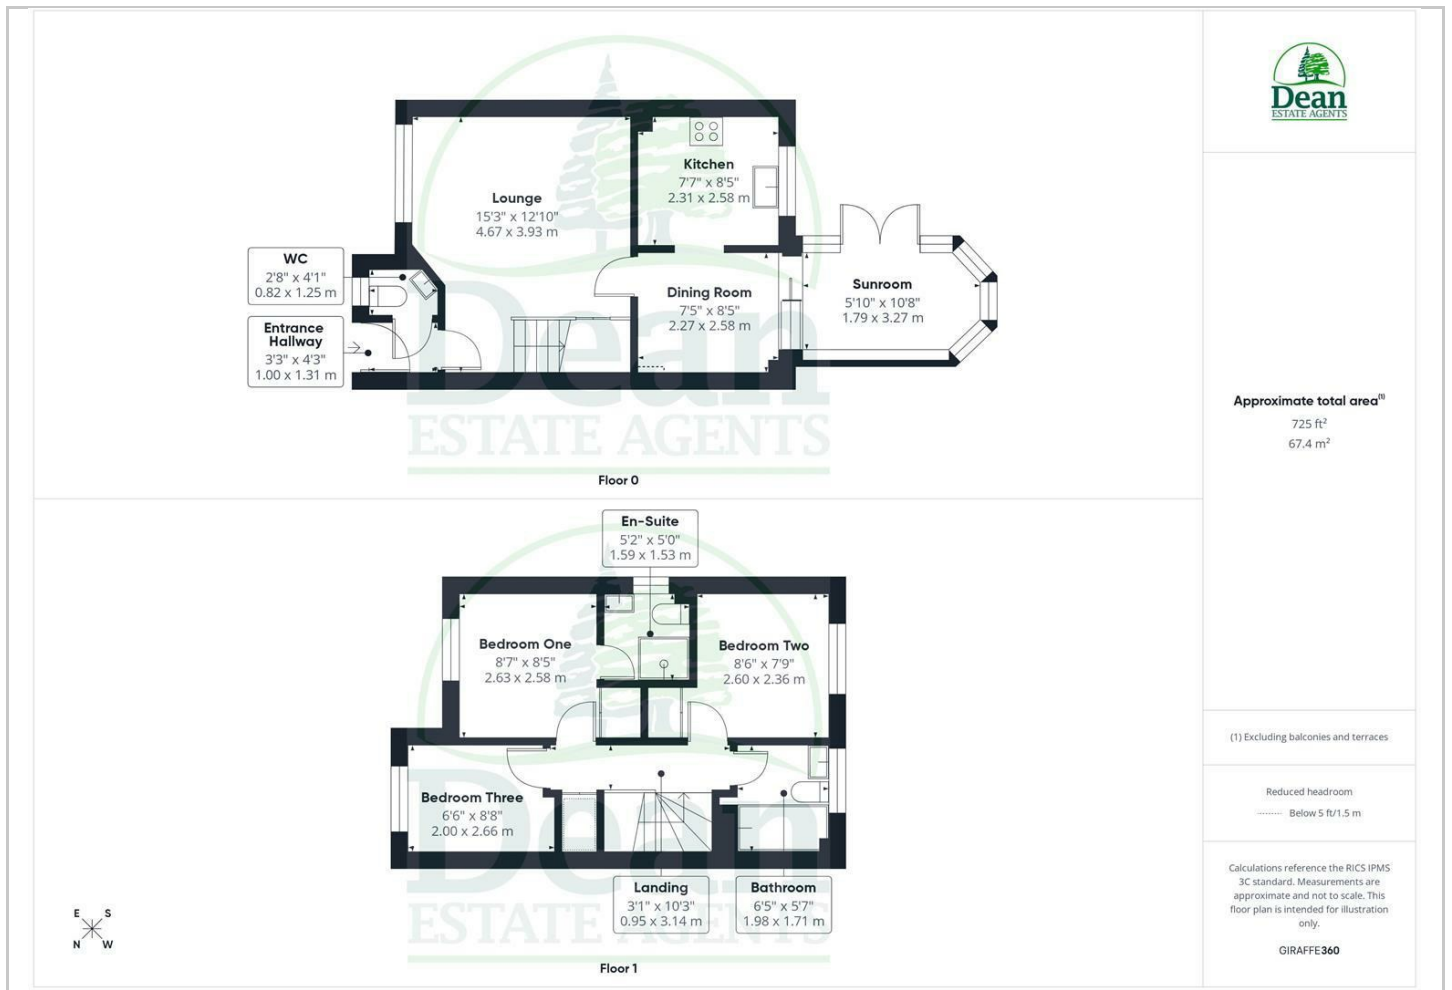 Dean
ESTATE AGENTS
Lounge
15'3" x 12'10"
4.67 x 3.93 m
Kitchen
7'7" x 8'5"
2.31 x 2.58 m
WC
2'8" x 4'1"
0.82 x 1.25 m
Entrance
Hallway
3'3" x 4'3"
1.00 x 1.31 m
Dining Room
7'5" x 8'5"
2.27 x 2.58 m
Sunroom
5'10" x 10'8"
1.79 x 3.27 m
Dean
ESTATE AGENTS
Floor 0
En-Suite
5'2" x 5'0"
1.59 x 1.53 m
Bedroom One
8'7" x 8'5"
2.63 x 2.58 m
Bedroom Two
8'6" x 7'9"
2.60 x 2.36 m
Bedroom Three
6'6" x 8'8"
2.00 x 2.66 m
Landing
3'1" x 10'3"
0.95 x 3.14 m
Bathroom
6'5" x 5'7"
1.98 x 1.71 m
Dean
ESTATE AGENTS
E S
N W
Floor 1
Approximate total area(1)
725 ft²
67.4 m²
(1) Excluding balconies and terraces
Reduced headroom
Below 5 ft/1.5 m
Calculations reference the RICS IPMS
3C standard. Measurements are
approximate and not to scale. This
floor plan is intended for illustration
only.
GIRAFFE360